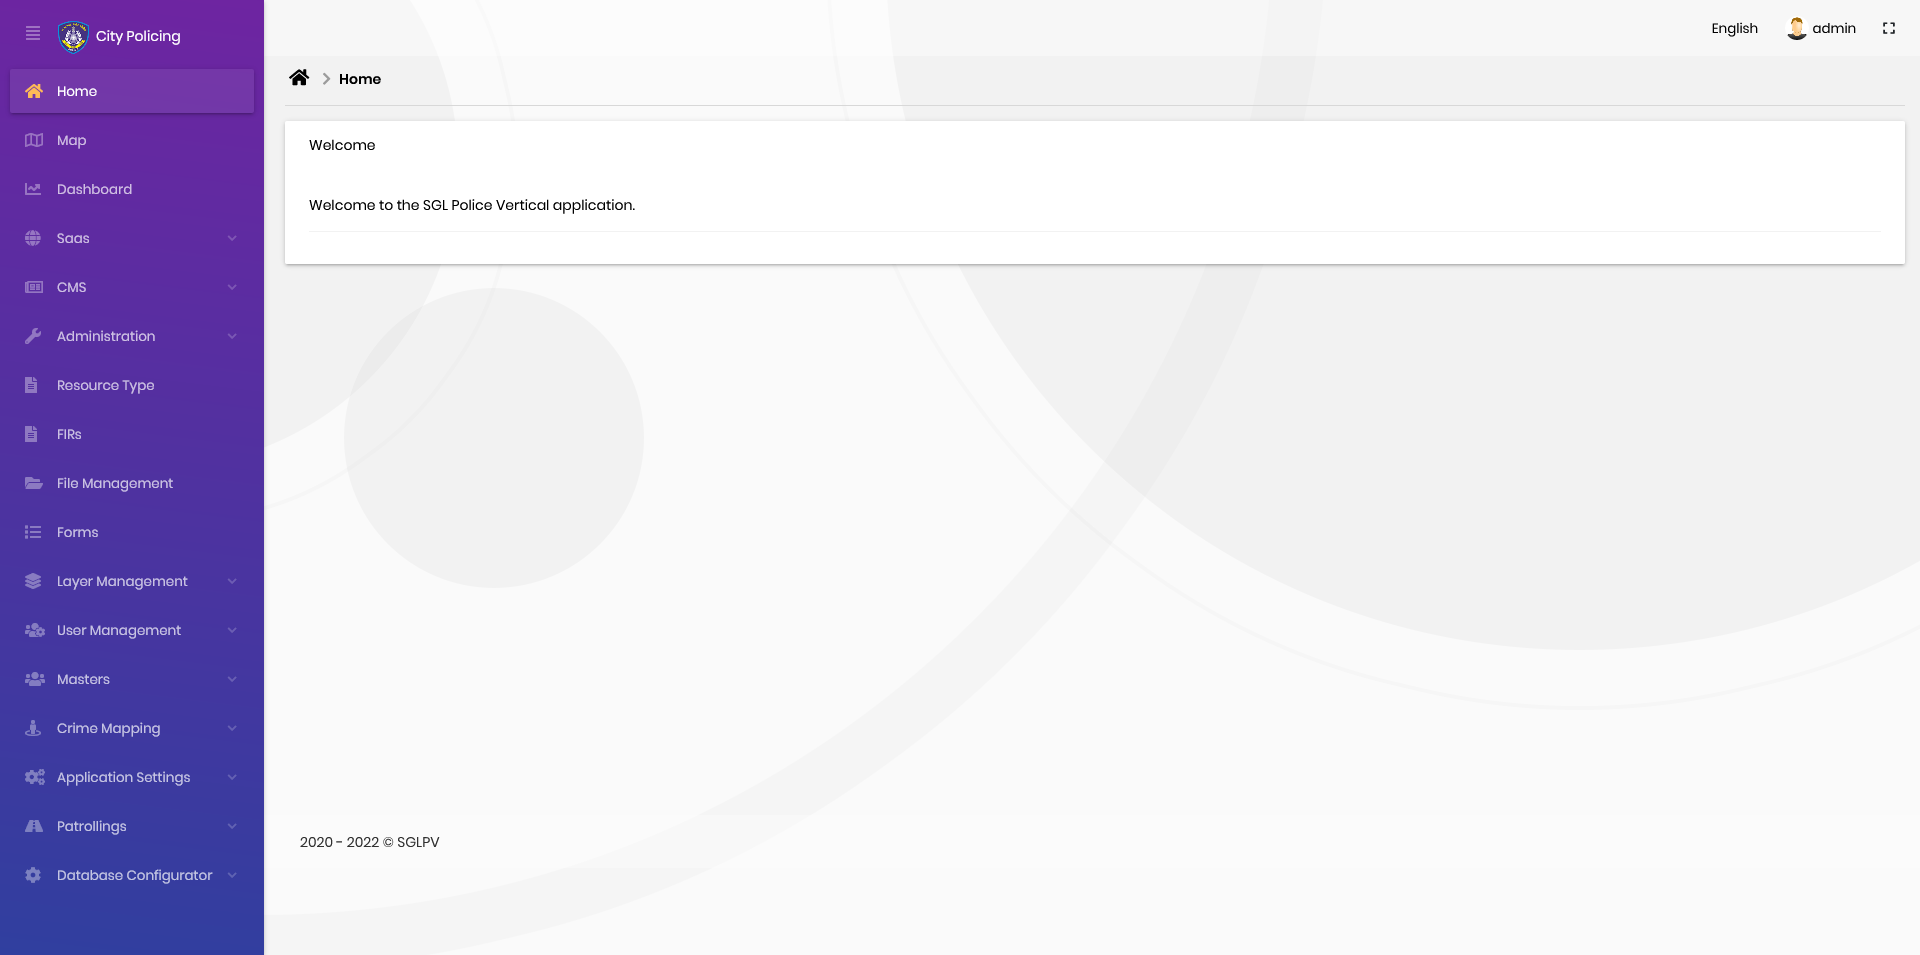 City Policing
Home
Map
Dashboard
Saas
CMS
Administration
Resource Type
FIRs
File Management
Forms
Layer Management
User Management
Masters
Crime Mapping
Application Settings
Patrollings
Database Configurator
English
admin
Home
Welcome
Welcome to the SGL Police Vertical application.
2020 - 2022 © SGLPV